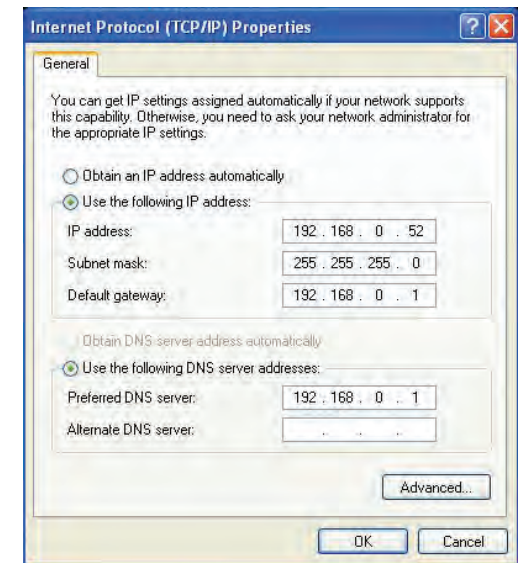 Internet Protocol (TCP/IP) Properties
General
You can get IP settings assigned automatically if your network supports
this capability. Otherwise, you need to ask your network administrator for
the appropriate IP settings.
Obtain an IP address automatically
Use the following IP address:
IP address: 192 . 168 . 0 . 52
Subnet mask: 255 . 255 . 255 . 0
Default gateway: 192 . 168 . 0 . 1
Obtain DNS server address automatically
Use the following DNS server addresses:
Preferred DNS server: 192 . 168 . 0 . 1
Alternate DNS server: . . .
Advanced...
OK Cancel